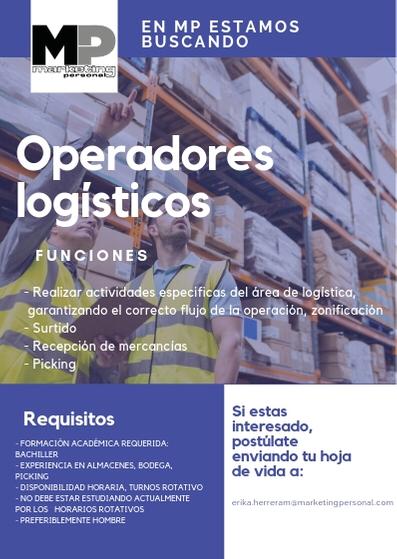 MP
marketing
personal
EN MP ESTAMOS
BUSCANDO
Operadores
logísticos
FUNCIONES
- Realizar actividades especificas del área de logística,
garantizando el correcto flujo de la operación, zonificación
- Surtido
- Recepción de mercancías
- Picking
Requisitos
- FORMACIÓN ACADÉMICA REQUERIDA:
BACHILLER
- EXPERIENCIA EN ALMACENES, BODEGA,
PICKING
- DISPONIBILIDAD HORARIA, TURNOS ROTATIVO
- NO DEBE ESTAR ESTUDIANDO ACTUALMENTE
POR LOS HORARIOS ROTATIVOS
- PREFERIBLEMENTE HOMBRE
Si estas
interesado,
postúlate
enviando tu hoja
de vida a:
erika.herreram@marketingpersonal.com